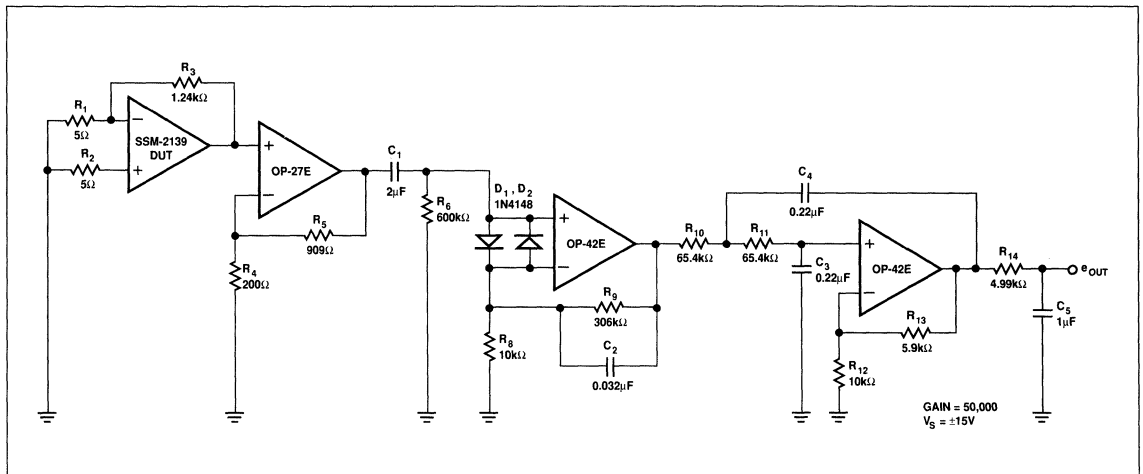 R1
5Ω
R2
5Ω
R3
1.24kΩ
−
+
SSM-2139
DUT
+
−
OP-27E
R5
909Ω
R4
200Ω
C1
2μF
R6
600kΩ
D1, D2
1N4148
+
−
OP-42E
R9
306kΩ
R8
10kΩ
C2
0.032μF
R10
65.4kΩ
R11
65.4kΩ
C4
0.22μF
C3
0.22μF
+
−
OP-42E
R13
5.9kΩ
R12
10kΩ
R14
4.99kΩ
eOUT
C5
1μF
GAIN = 50,000
VS = ±15V